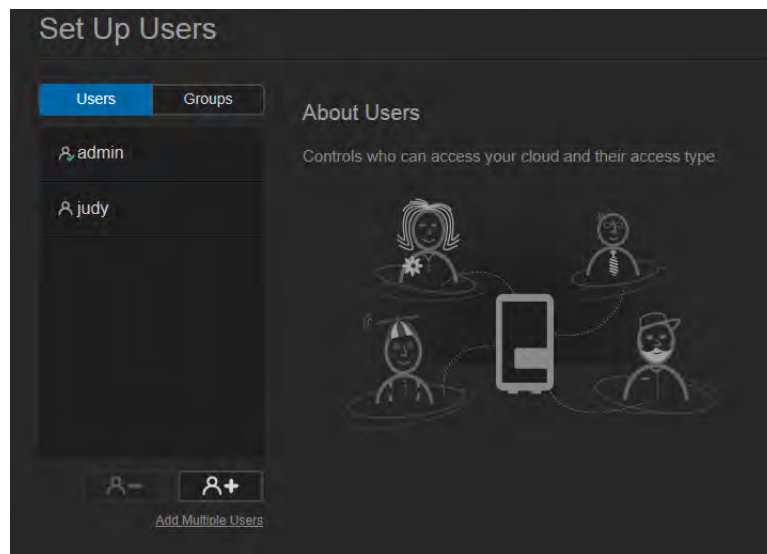 Set Up Users
Users Groups
About Users
admin
Controls who can access your cloud and their access type.
judy
Add Multiple Users